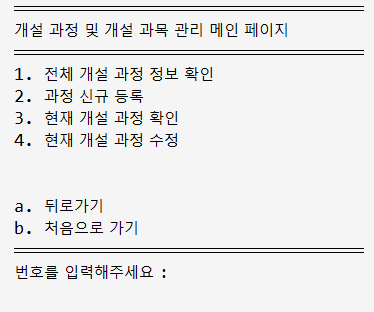 개설 과정 및 개설 과목 관리 메인 페이지
1. 전체 개설 과정 정보 확인
2. 과정 신규 등록
3. 현재 개설 과정 확인
4. 현재 개설 과정 수정
a. 뒤로가기
b. 처음으로 가기
번호를 입력해주세요 :